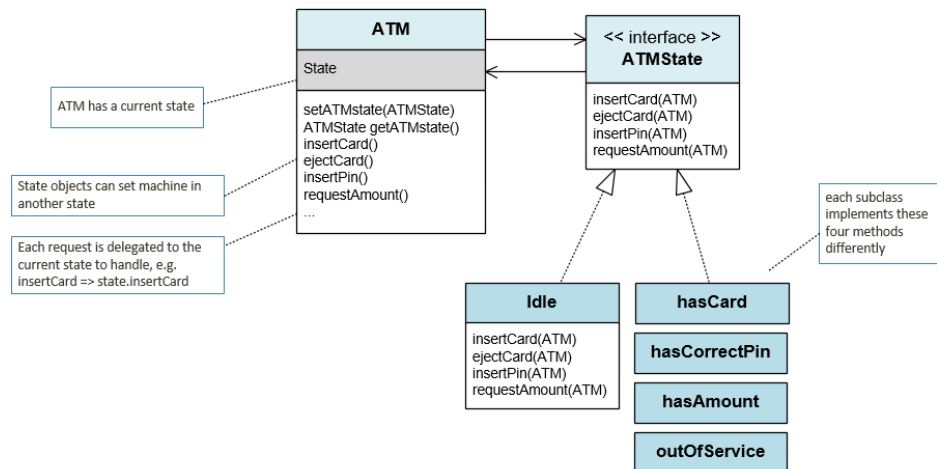 ATM
State
setATMstate(ATMState)
ATMState getATMstate()
insertCard()
ejectCard()
insertPin()
requestAmount()
...
<< interface >>
ATMState
insertCard(ATM)
ejectCard(ATM)
insertPin(ATM)
requestAmount(ATM)
ATM has a current state
State objects can set machine in
another state
Each request is delegated to the
current state to handle, e.g.
insertCard => state.insertCard
each subclass
implements these
four methods
differently
Idle
insertCard(ATM)
ejectCard(ATM)
insertPin(ATM)
requestAmount(ATM)
hasCard
hasCorrectPin
hasAmount
outOfService